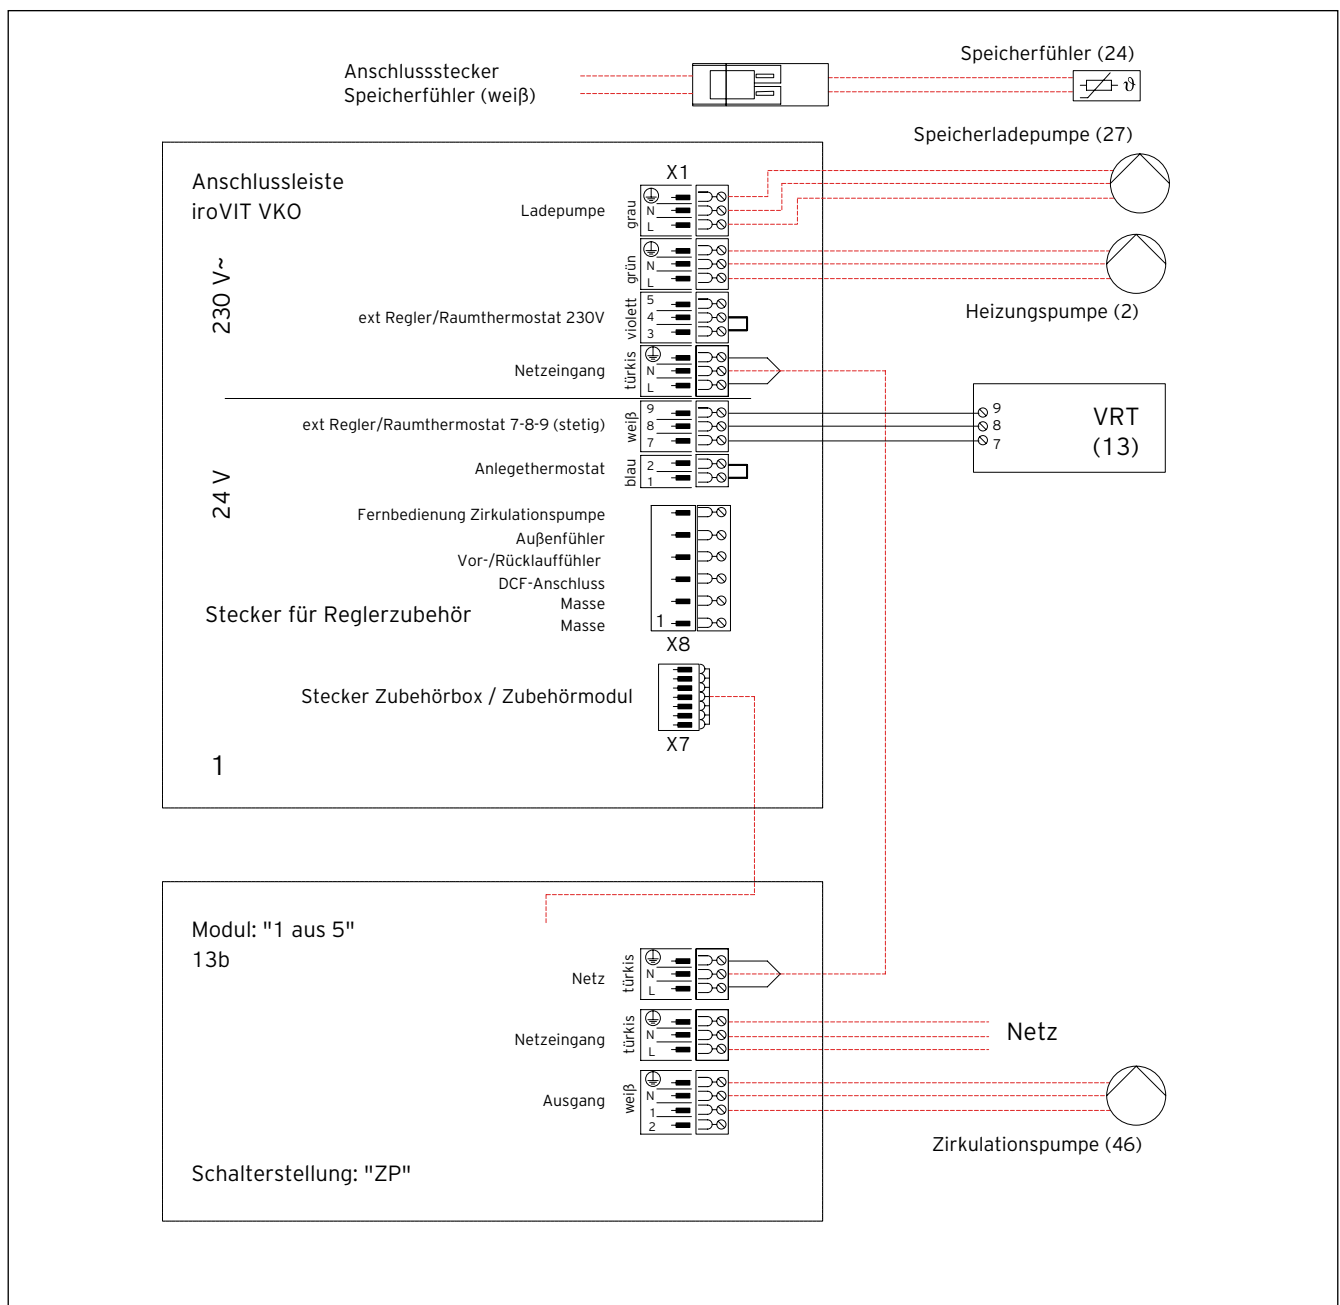 Speicherfühler (24)
Anschlussstecker
Speicherfühler (weiß)
ϑ
Speicherladepumpe (27)
Anschlussleiste
iroVIT VKO
X1
Ladepumpe
grau
N
L
230 V~
grün
N
L
Heizungspumpe (2)
ext Regler/Raumthermostat 230V
violett
5
4
3
Netzeingang
türkis
N
L
ext Regler/Raumthermostat 7-8-9 (stetig)
weiß
9
8
7
9
8
7
VRT
(13)
24 V
Anlegethermostat
blau
2
1
Fernbedienung Zirkulationspumpe
Außenfühler
Vor-/Rücklauffühler
DCF-Anschluss
Masse
Masse
Stecker für Reglerzubehör
1
X8
Stecker Zubehörbox / Zubehörmodul
X7
1
Modul: "1 aus 5"
13b
Netz
türkis
N
L
Netzeingang
türkis
N
L
Netz
Ausgang
weiß
N
1
2
Zirkulationspumpe (46)
Schalterstellung: "ZP"